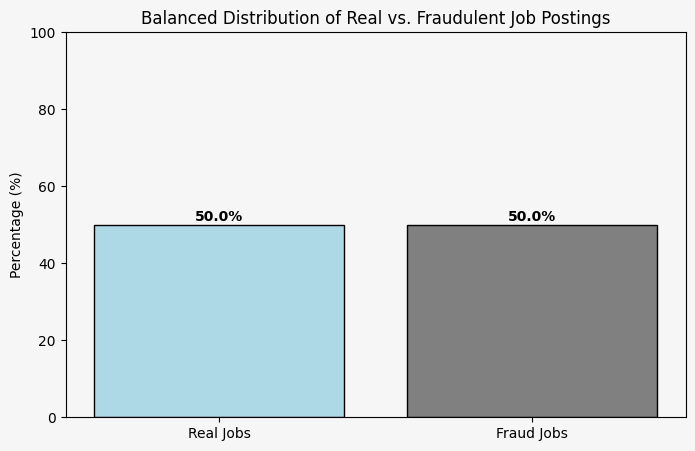 Balanced Distribution of Real vs. Fraudulent Job Postings
Percentage (%)
100
80
60
40
20
0
50.0%
50.0%
Real Jobs
Fraud Jobs